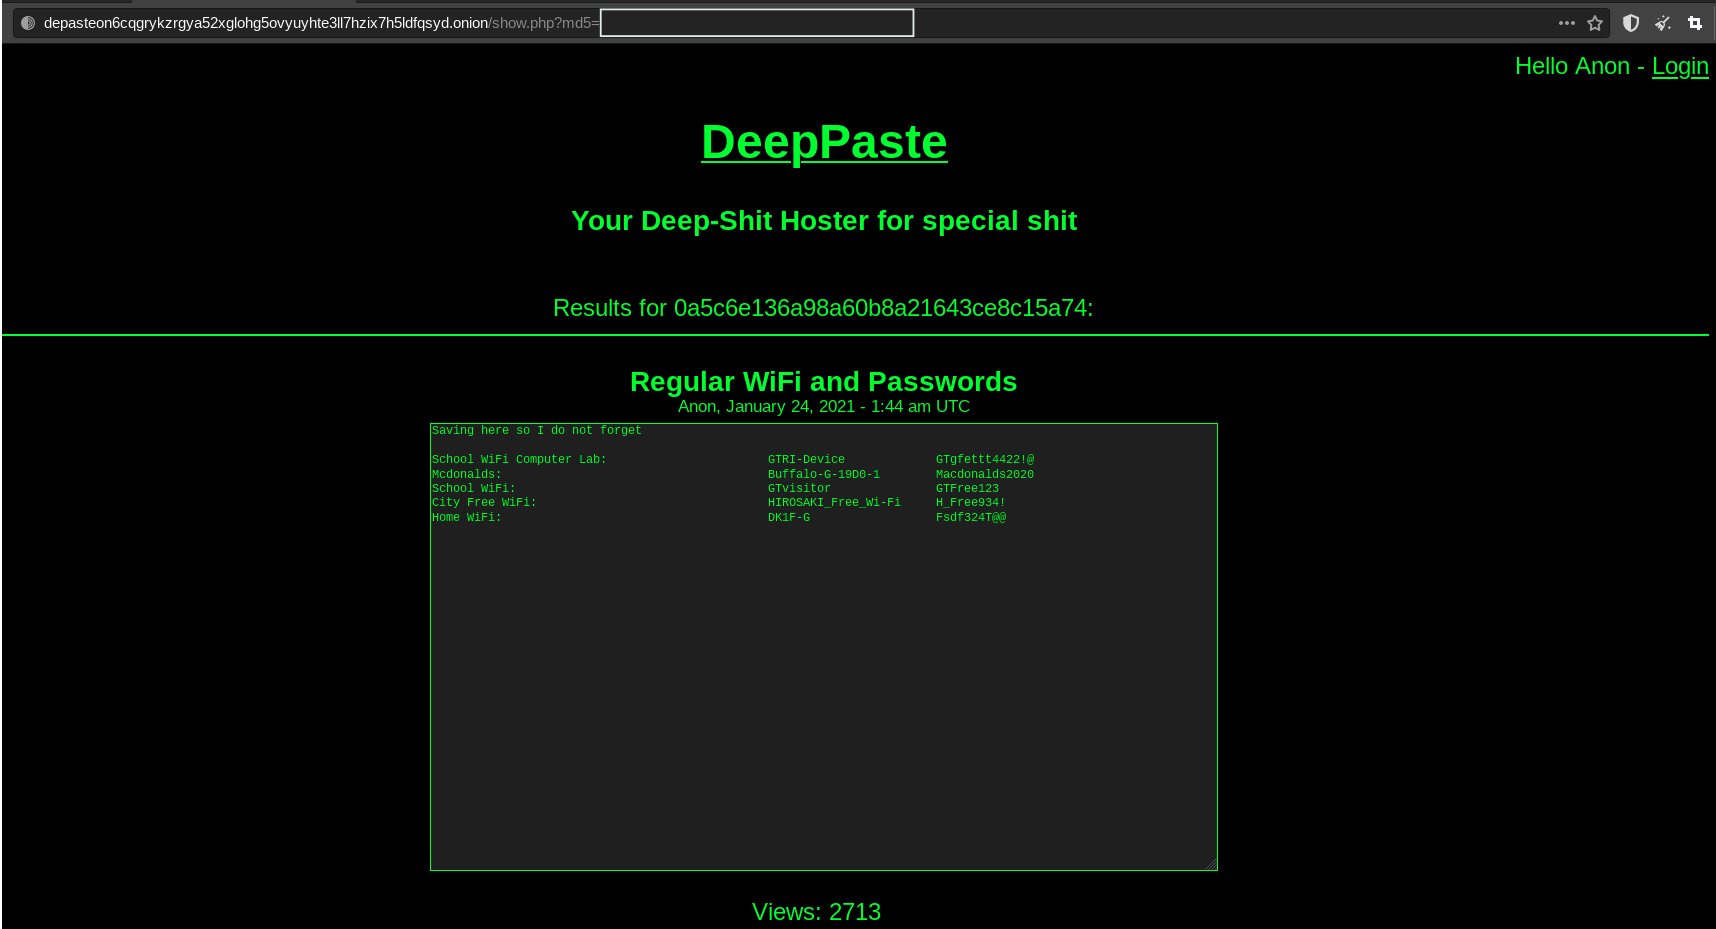 depasteon6cqgrykzrgya52xglohg5ovyuyhte3ll7hzix7h5ldfqsyd.onion/show.php?md5=
Hello Anon - Login
DeepPaste
Your Deep-Shit Hoster for special shit
Results for 0a5c6e136a98a60b8a21643ce8c15a74:
Regular WiFi and Passwords
Anon, January 24, 2021 - 1:44 am UTC
Saving here so I do not forget
School WiFi Computer Lab: GTRI-Device GTgfettt4422!@
Mcdonalds: Buffalo-G-19D0-1 Macdonalds2020
School WiFi: GTvisitor GTFree123
City Free WiFi: HIROSAKI_Free_Wi-Fi H_Free934!
Home WiFi: DK1F-G Fsdf324T@@
Views: 2713